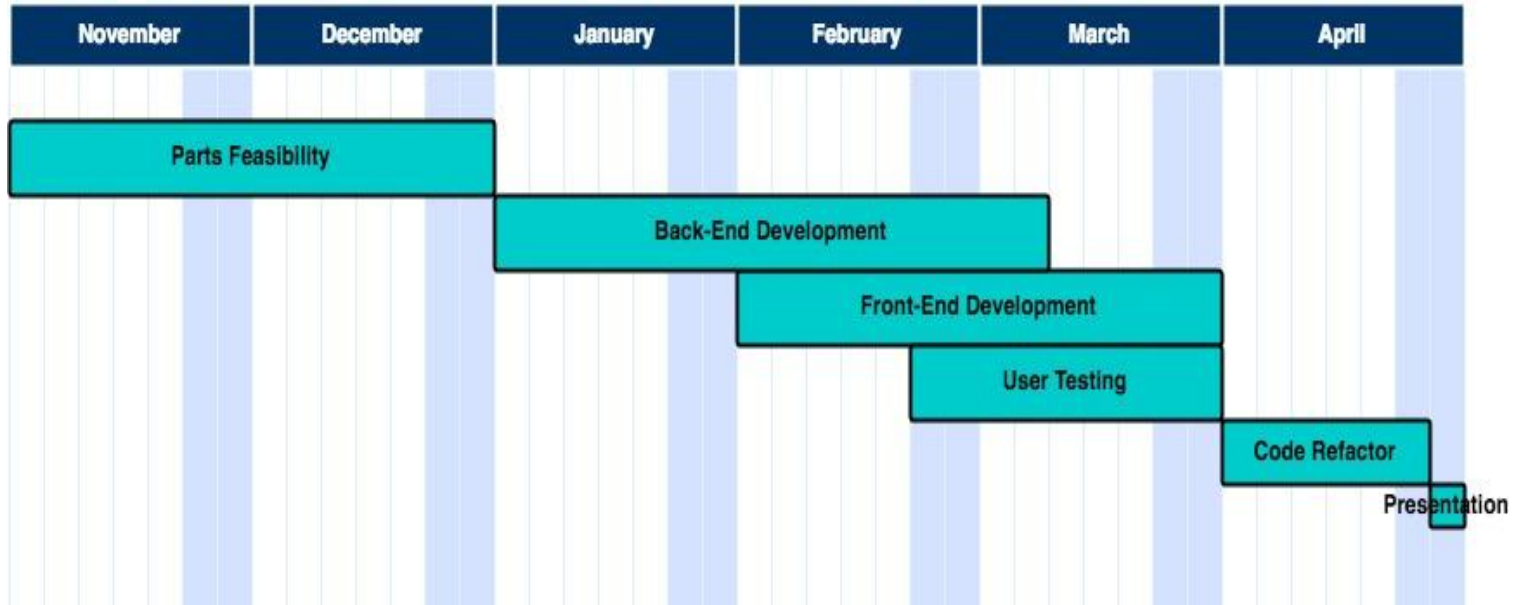 November December January February March April
Parts Feasibility
Back-End Development
Front-End Development
User Testing
Code Refactor
Presentation